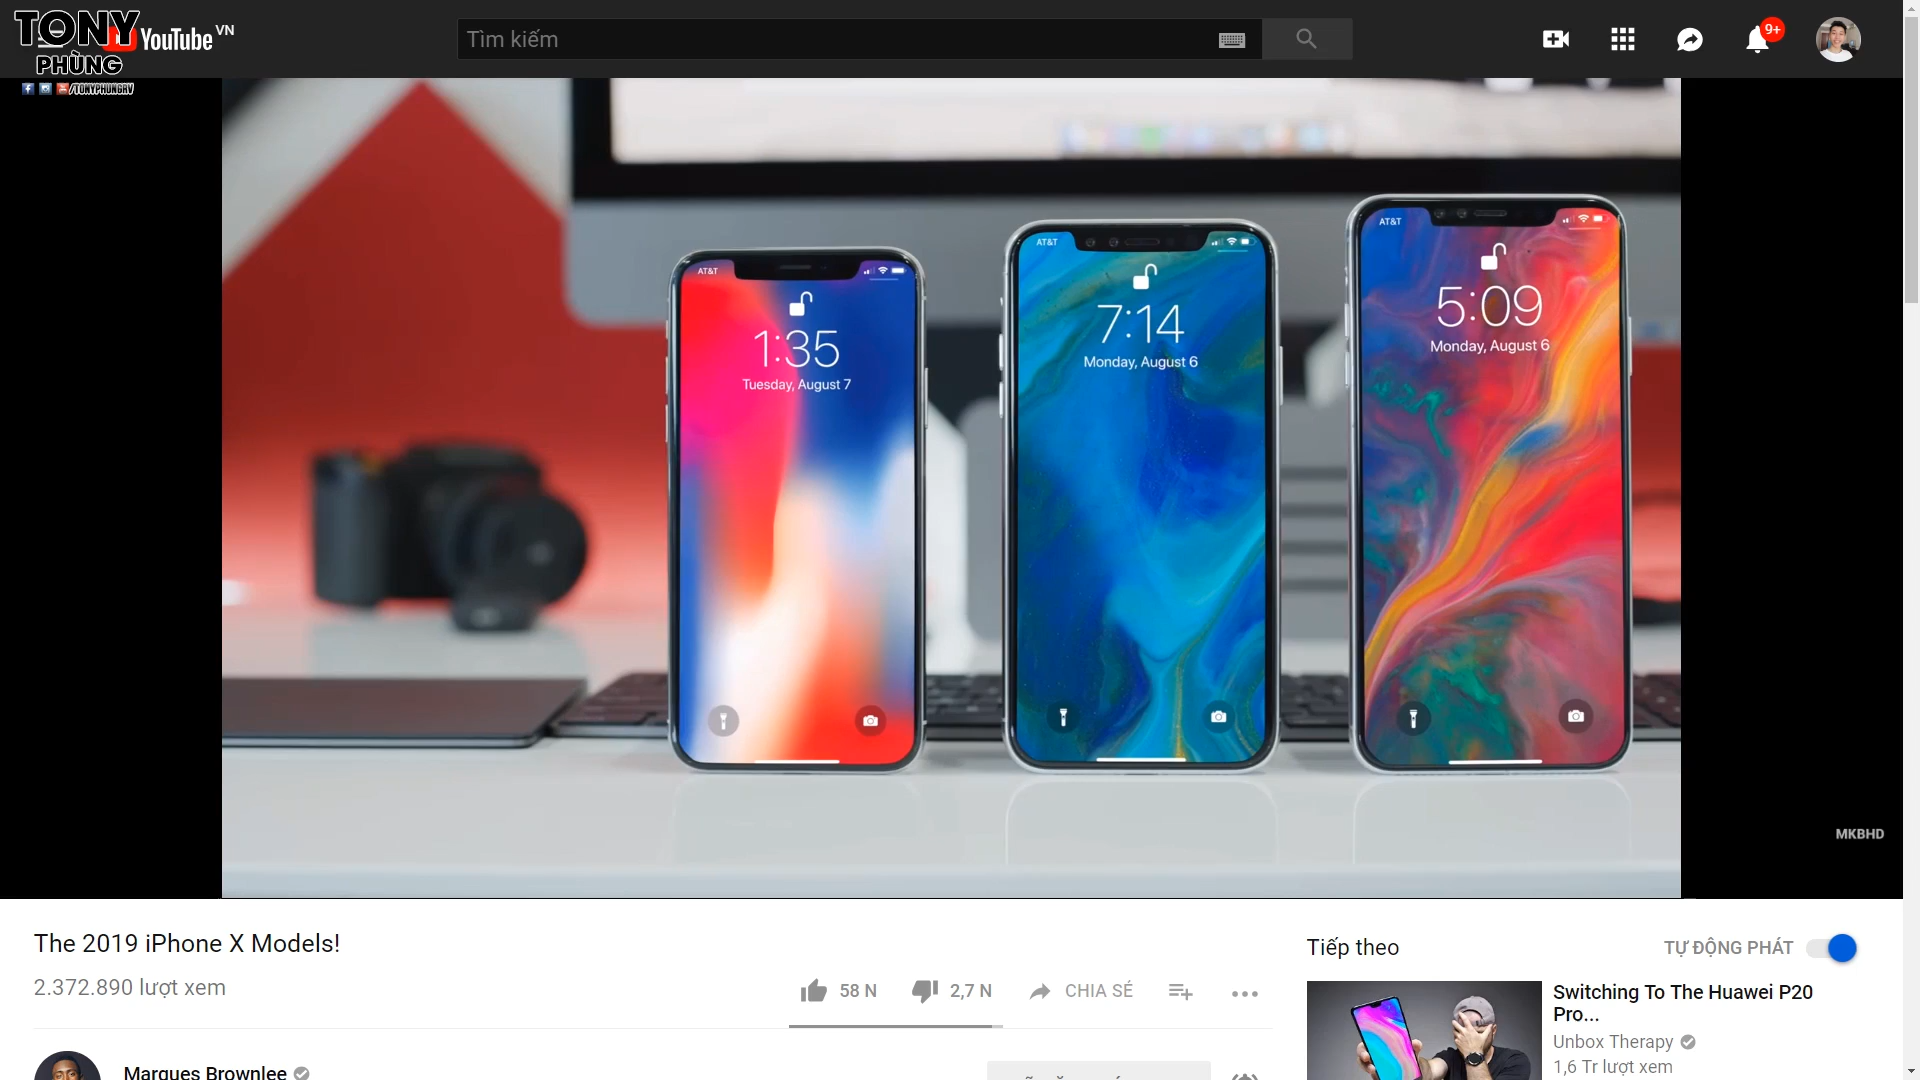 TONY
PHÙNG
YouTube VN
/TONYPHUNGRV
Tìm kiếm
9+
AT&T
1:35
Tuesday, August 7
AT&T
7:14
Monday, August 6
AT&T
5:09
Monday, August 6
MKBHD
The 2019 iPhone X Models!
2.372.890 lượt xem
58 N
2,7 N
CHIA SẺ
Tiếp theo
TỰ ĐỘNG PHÁT
Switching To The Huawei P20
Pro...
Unbox Therapy
1,6 Tr lượt xem
Marques Brownlee